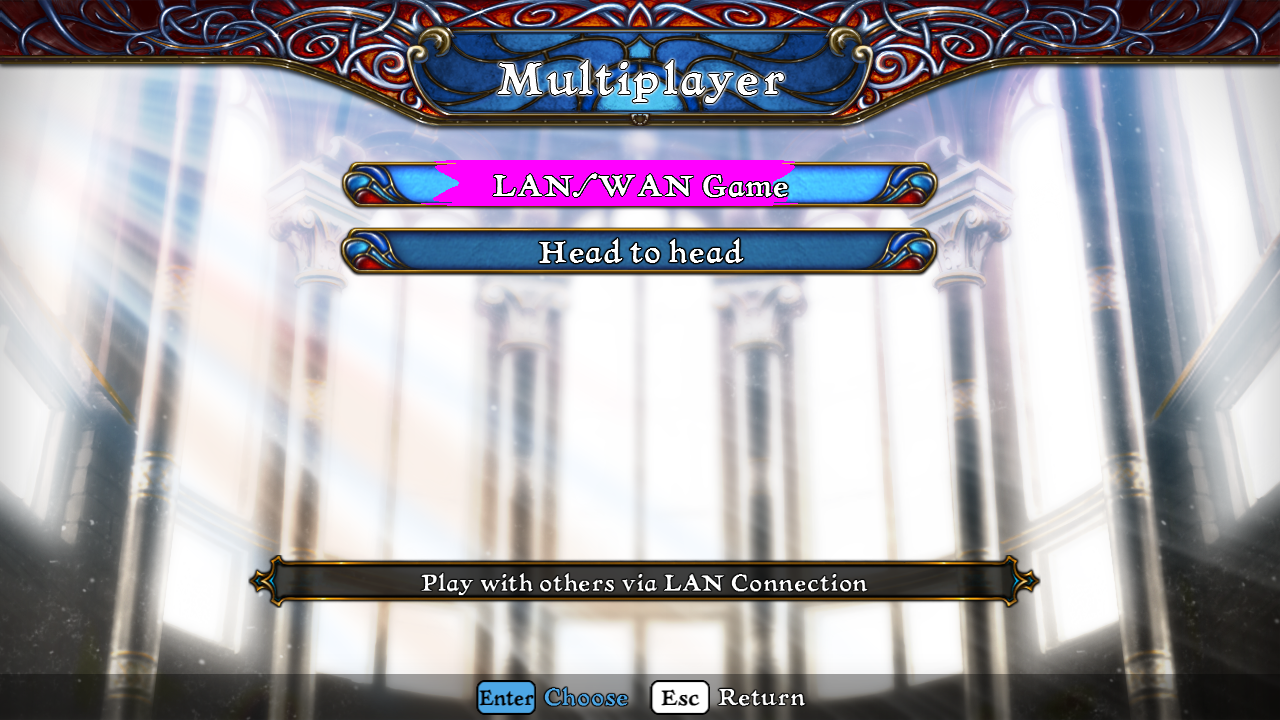 Multiplayer
LAN/WAN Game
Head to head
Play with others via LAN Connection
Enter Choose Esc Return